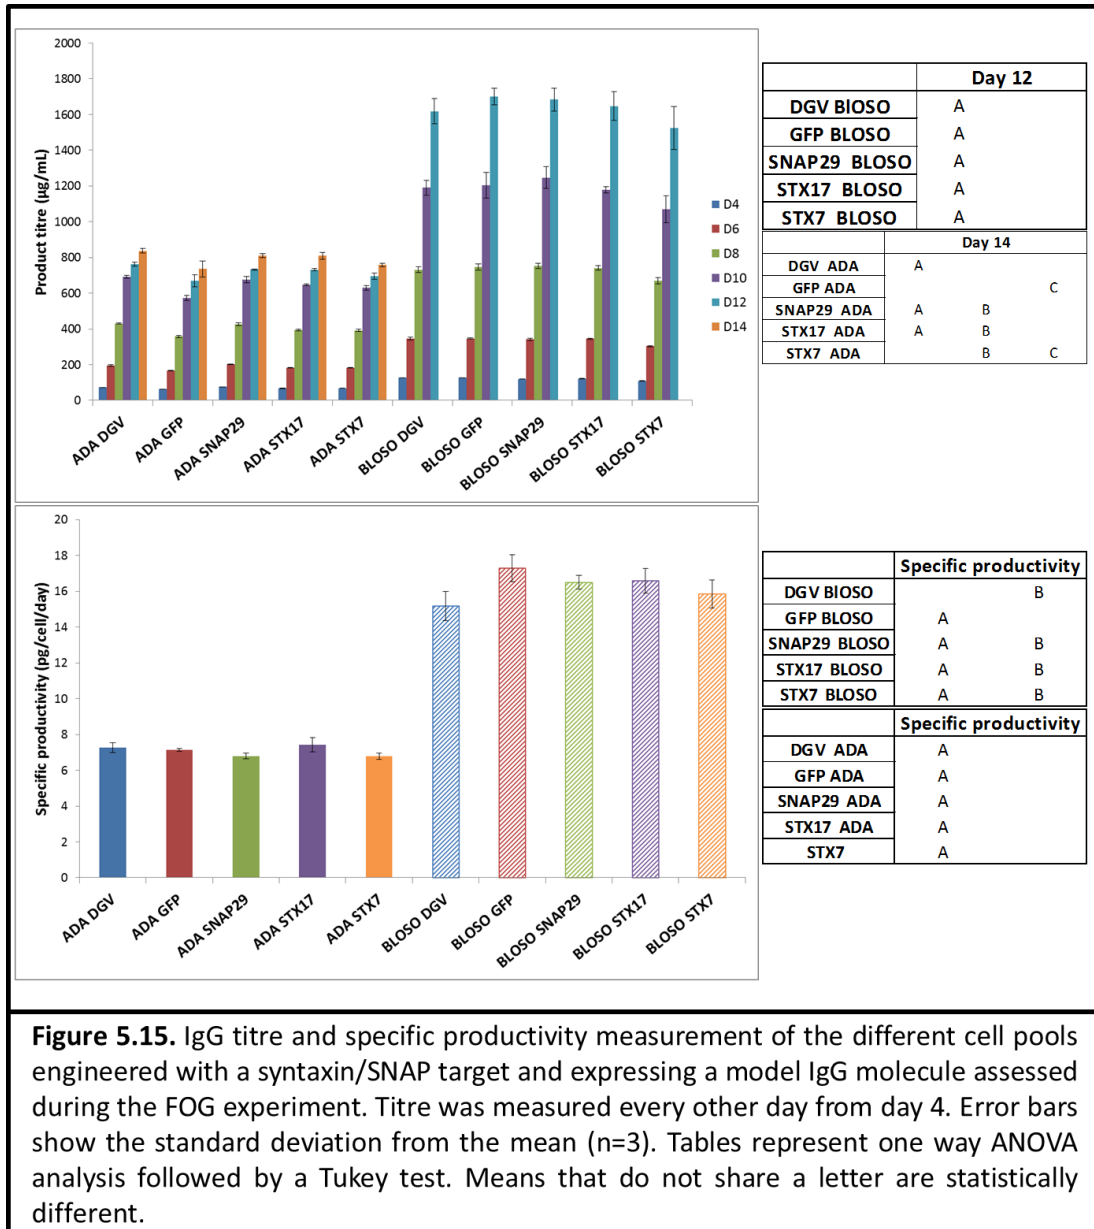 2000
1800
1600
1400
1200
1000
800
600
400
200
0
Product titre (µg/mL)
ADA DGV
ADA GFP
ADA SNAP29
ADA STX17
ADA STX7
BLOSO DGV
BLOSO GFP
BLOSO SNAP29
BLOSO STX17
BLOSO STX7
D4
D6
D8
D10
D12
D14
Day 12
DGV BlOSO A
GFP BLOSO A
SNAP29 BLOSO A
STX17 BLOSO A
STX7 BLOSO A
Day 14
DGV ADA A
GFP ADA C
SNAP29 ADA A B
STX17 ADA A B
STX7 ADA B C
20
18
16
14
12
10
8
6
4
2
0
Specific productivity (pg/cell/day)
ADA DGV
ADA GFP
ADA SNAP29
ADA STX17
ADA STX7
BLOSO DGV
BLOSO GFP
BLOSO SNAP29
BLOSO STX17
BLOSO STX7
Specific productivity
DGV BlOSO B
GFP BLOSO A
SNAP29 BLOSO A B
STX17 BLOSO A B
STX7 BLOSO A B
Specific productivity
DGV ADA A
GFP ADA A
SNAP29 ADA A
STX17 ADA A
STX7 A
Figure 5.15. IgG titre and specific productivity measurement of the different cell pools
engineered with a syntaxin/SNAP target and expressing a model IgG molecule assessed
during the FOG experiment. Titre was measured every other day from day 4. Error bars
show the standard deviation from the mean (n=3). Tables represent one way ANOVA
analysis followed by a Tukey test. Means that do not share a letter are statistically
different.